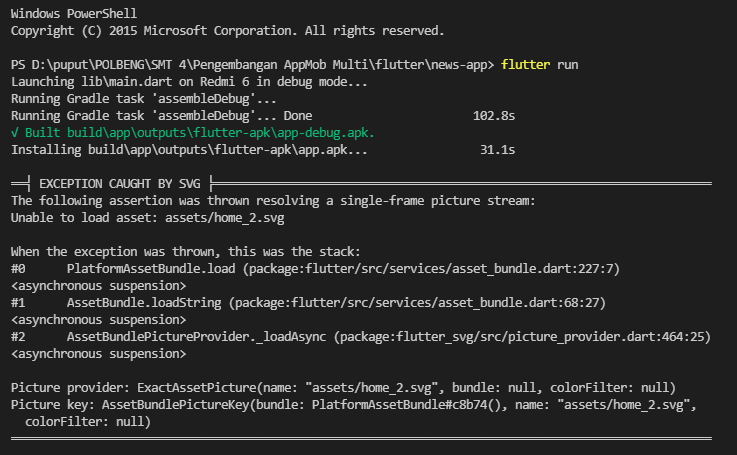 Windows PowerShell
Copyright (C) 2015 Microsoft Corporation. All rights reserved.
PS D:\puput\POLBENG\SMT 4\Pengembangan AppMob Multi\flutter\news-app> flutter run
Launching lib\main.dart on Redmi 6 in debug mode...
Running Gradle task 'assembleDebug'...
Running Gradle task 'assembleDebug'... Done 102.8s
√ Built build\app\outputs\flutter-apk\app-debug.apk.
Installing build\app\outputs\flutter-apk\app.apk... 31.1s
══╡ EXCEPTION CAUGHT BY SVG ╞══════════════════════════════════════════════════
The following assertion was thrown resolving a single-frame picture stream:
Unable to load asset: assets/home_2.svg
When the exception was thrown, this was the stack:
#0 PlatformAssetBundle.load (package:flutter/src/services/asset_bundle.dart:227:7)
<asynchronous suspension>
#1 AssetBundle.loadString (package:flutter/src/services/asset_bundle.dart:68:27)
<asynchronous suspension>
#2 AssetBundlePictureProvider._loadAsync (package:flutter_svg/src/picture_provider.dart:464:25)
<asynchronous suspension>
Picture provider: ExactAssetPicture(name: "assets/home_2.svg", bundle: null, colorFilter: null)
Picture key: AssetBundlePictureKey(bundle: PlatformAssetBundle#c8b74(), name: "assets/home_2.svg",
colorFilter: null)